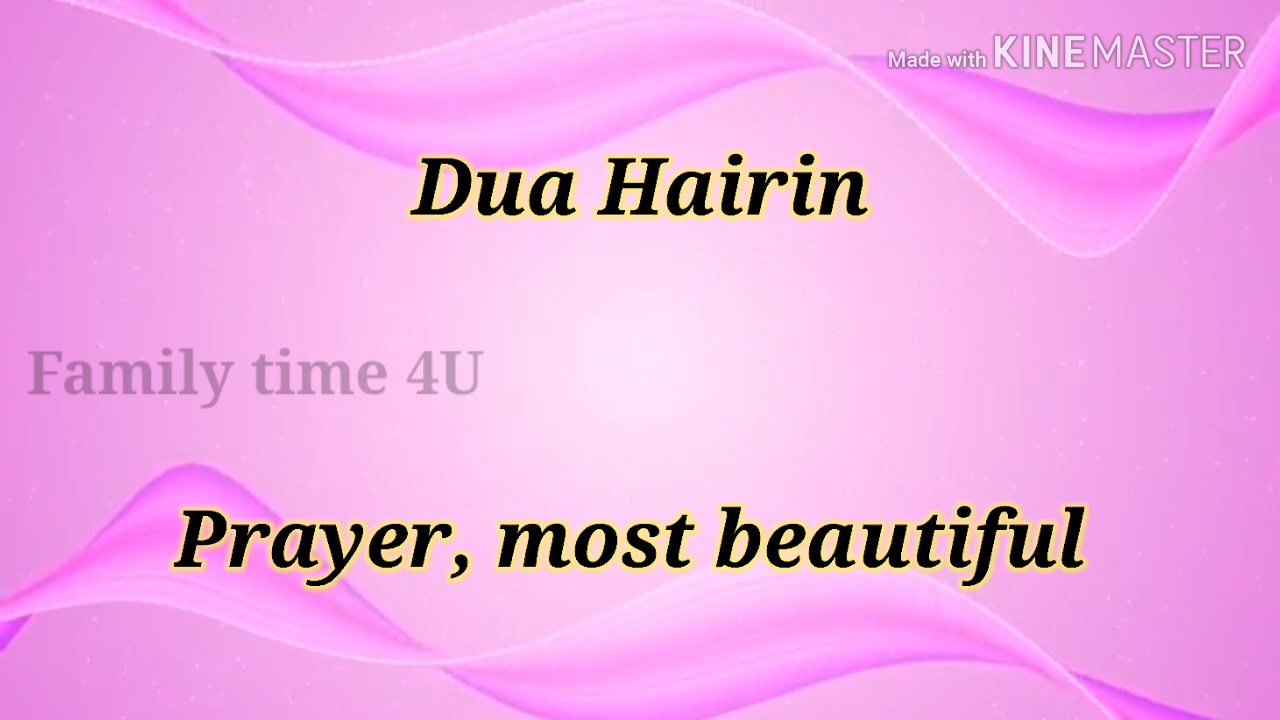 Made with KINEMASTER
Dua Hairin
Family time 4U
Prayer, most beautiful